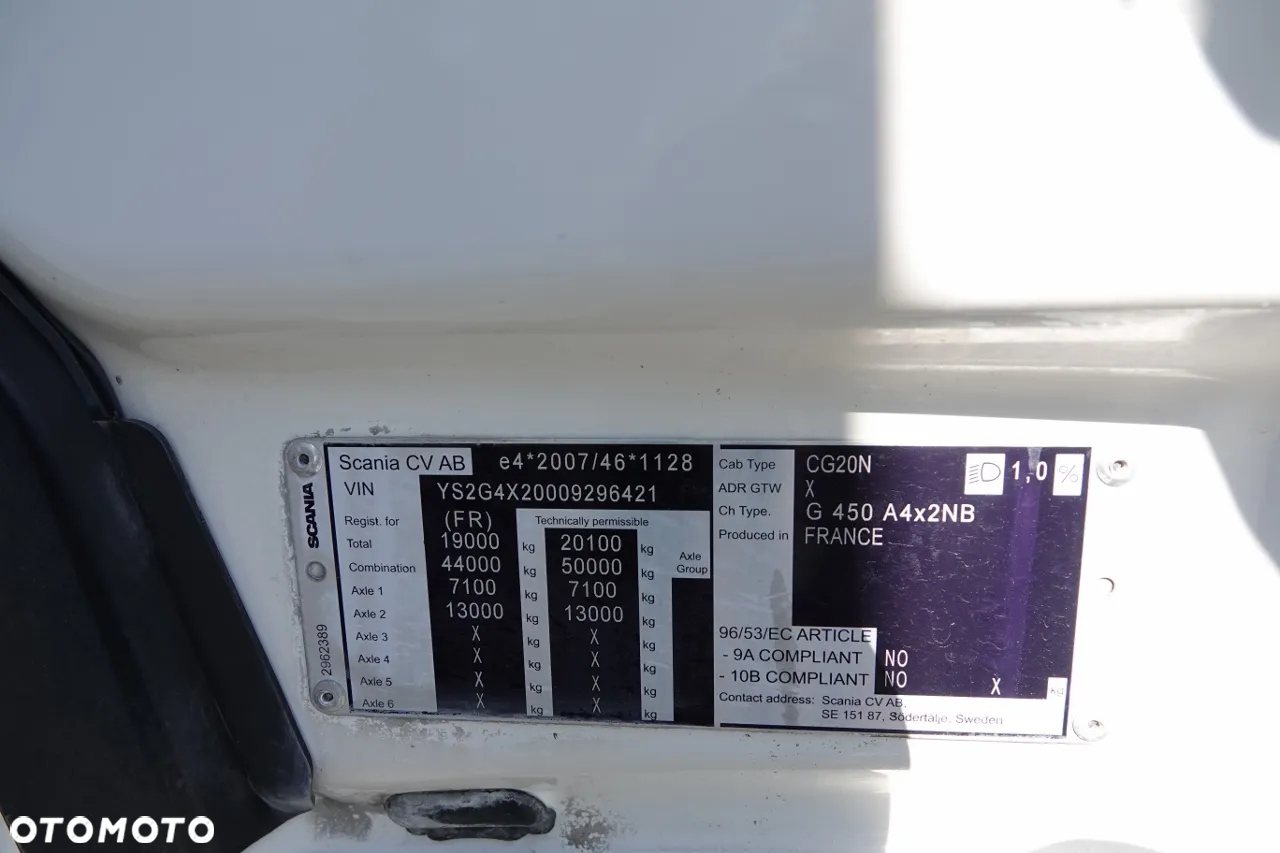 Scania CV AB e4*2007/46*1128
VIN YS2G4X20009296421
SCANIA
2962389
Regist. for (FR) Technically permissible
Total 19000 kg 20100 kg Axle Group
Combination 44000 kg 50000 kg
Axle 1 7100 kg 7100 kg
Axle 2 13000 kg 13000 kg
Axle 3 X kg X kg
Axle 4 X kg X kg
Axle 5 X kg X kg
Axle 6 X kg X kg
Cab Type CG20N 1,0 %
ADR GTW X
Ch Type. G 450 A4x2NB
Produced in FRANCE
96/53/EC ARTICLE
- 9A COMPLIANT NO
- 10B COMPLIANT NO X kg
Contact address: Scania CV AB,
SE 151 87, Södertälje, Sweden
OTOMOTO